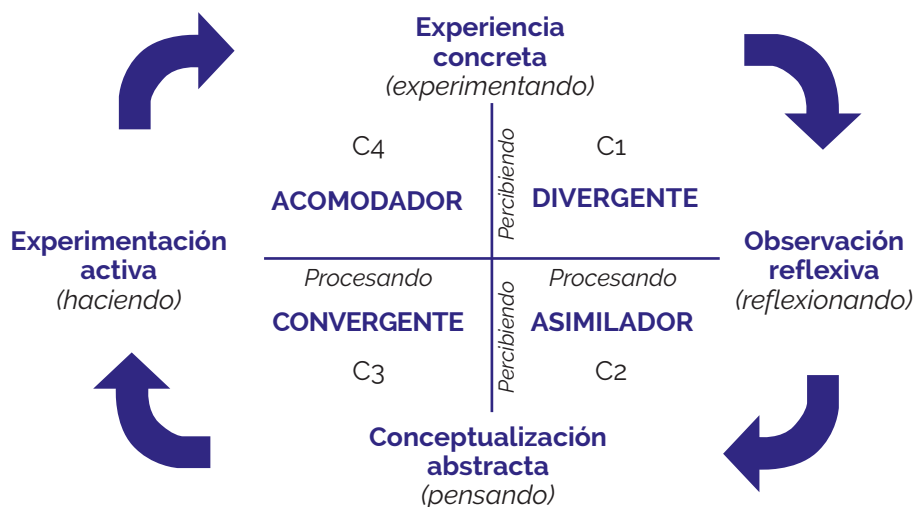 Experiencia
concreta
(experimentando)
C4
C1
Percibiendo
ACOMODADOR
DIVERGENTE
Experimentación
activa
(haciendo)
Observación
reflexiva
(reflexionando)
Procesando
Procesando
CONVERGENTE
Percibiendo
ASIMILADOR
C3
C2
Conceptualización
abstracta
(pensando)